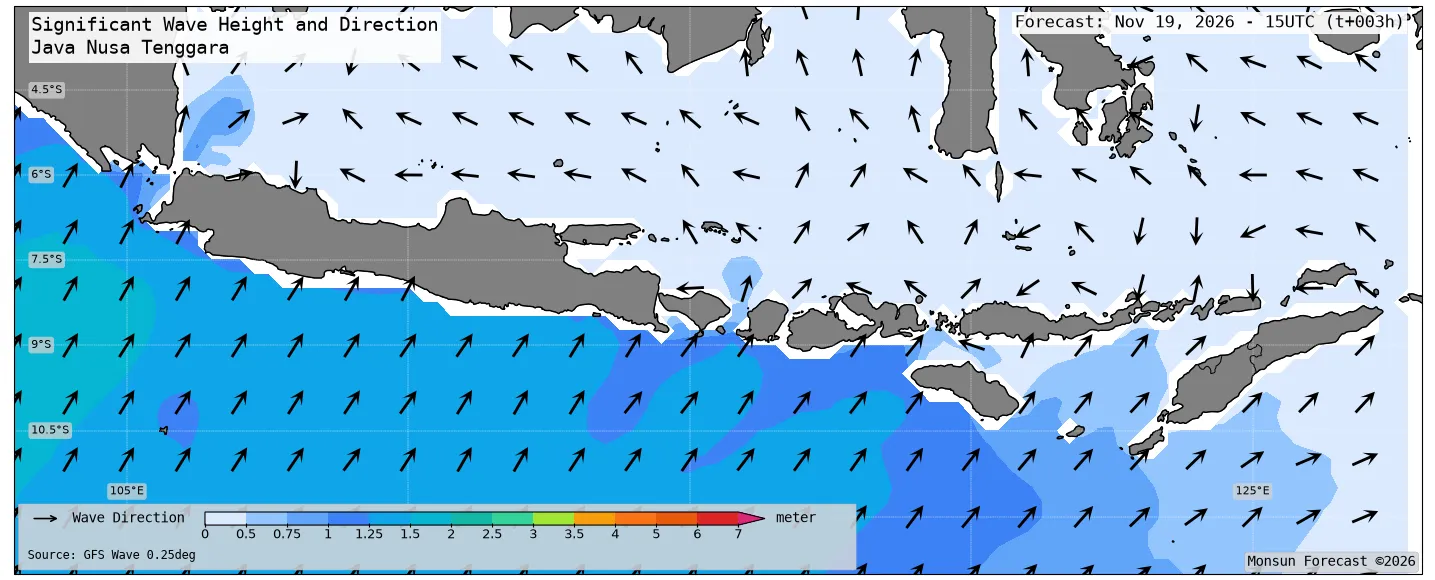 Significant Wave Height and Direction
Java Nusa Tenggara
Forecast: Nov 19, 2026 - 15UTC (t+003h)
4.5°S
6°S
7.5°S
9°S
10.5°S
105°E
125°E
Wave Direction
0 0.5 0.75 1 1.25 1.5 2 2.5 3 3.5 4 5 6 7
meter
Source: GFS Wave 0.25deg
Monsun Forecast ©2026